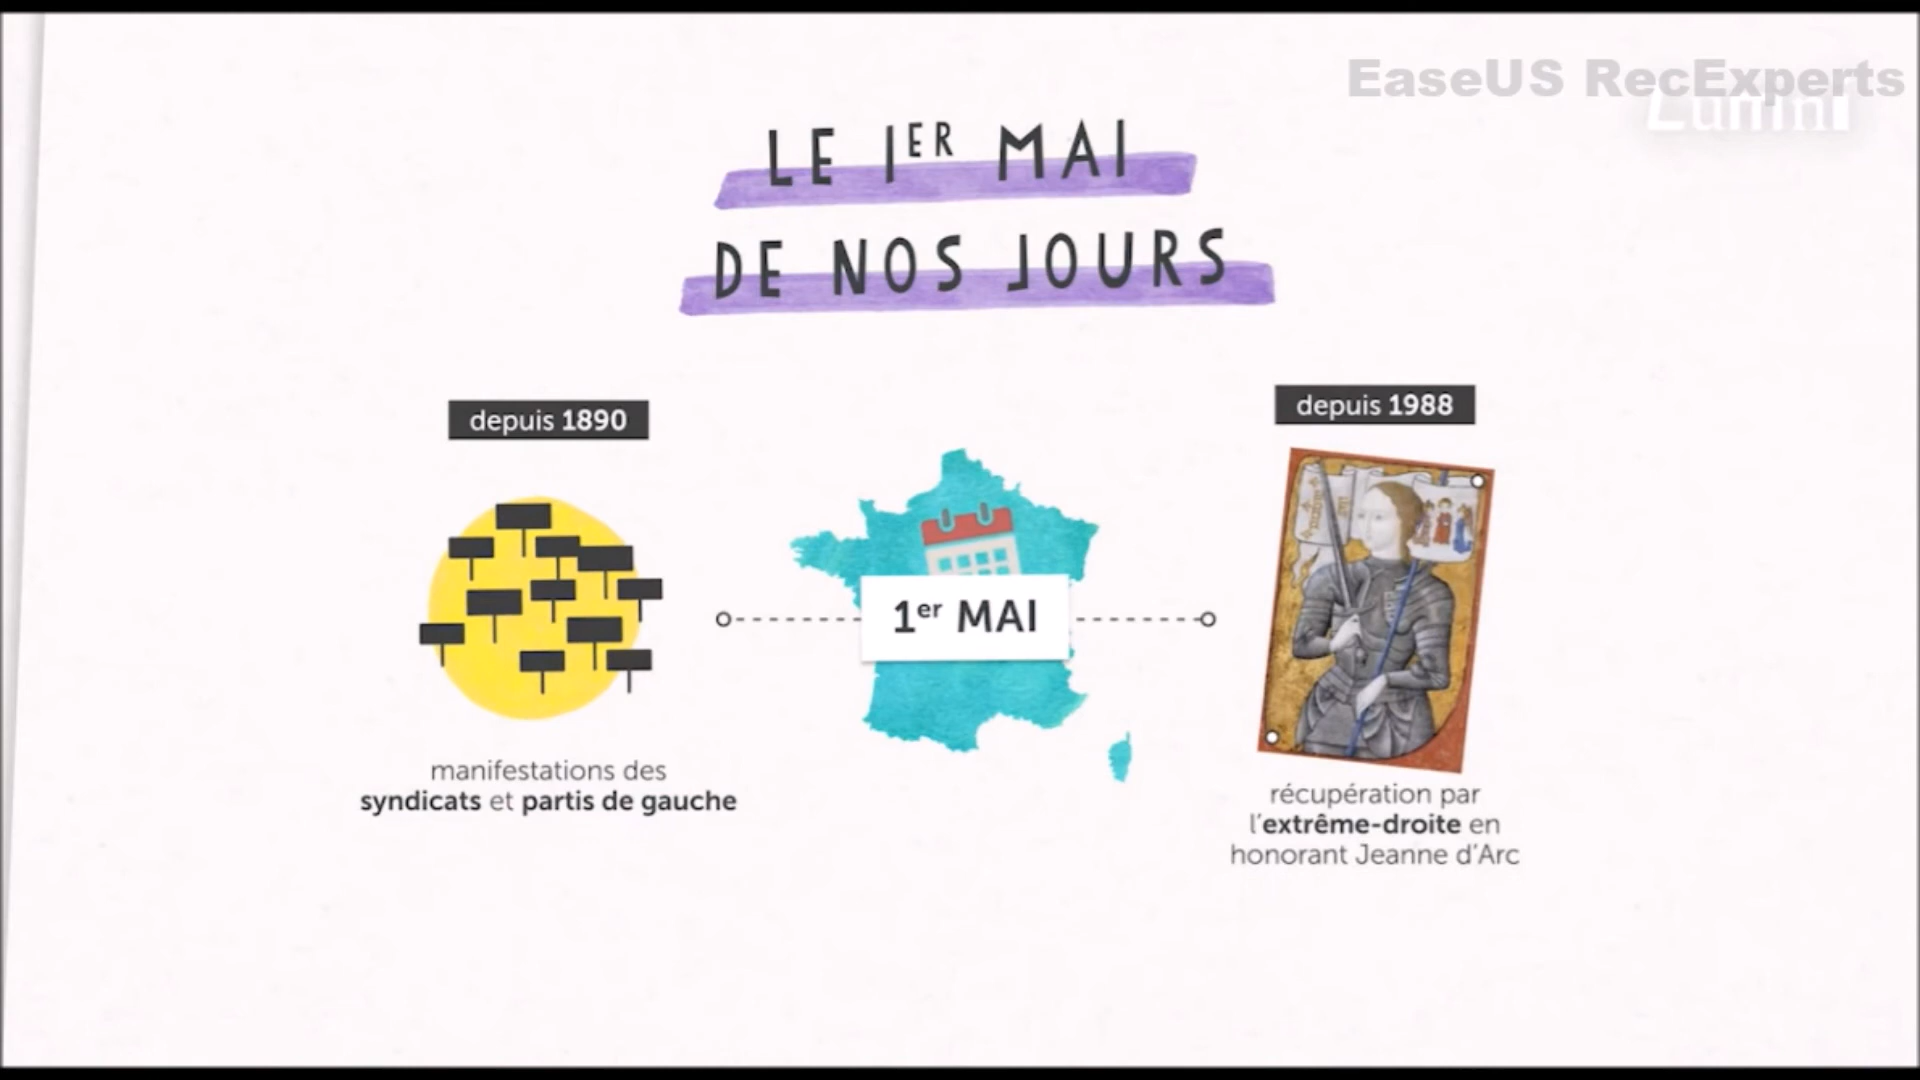 EaseUS RecExperts
Lumni
LE 1ER MAI
DE NOS JOURS
depuis 1890
depuis 1988
1er MAI
manifestations des
syndicats et partis de gauche
récupération par
l'extrême-droite en
honorant Jeanne d'Arc